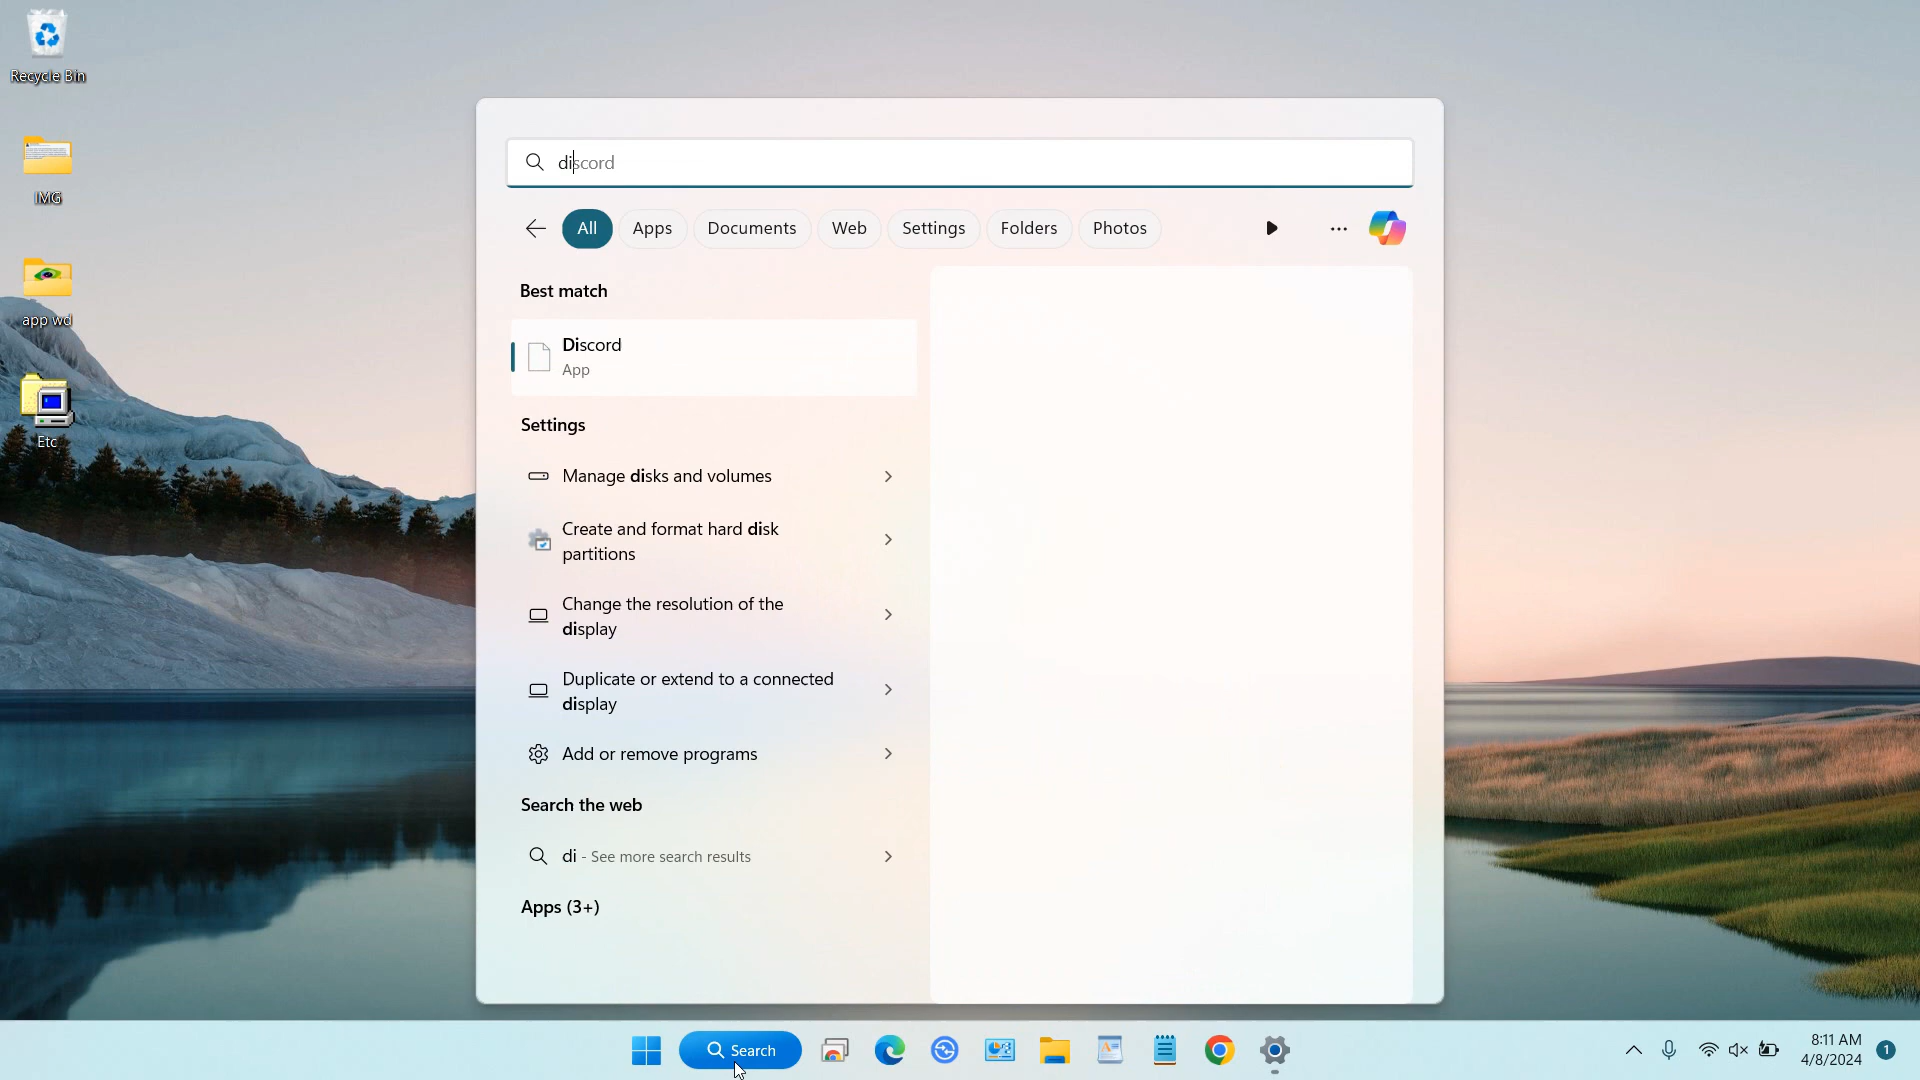 Recycle Bin
IMG
app wd
Etc
discord
All
Apps
Documents
Web
Settings
Folders
Photos
Best match
Discord
App
Settings
Manage disks and volumes
Create and format hard disk
partitions
Change the resolution of the
display
Duplicate or extend to a connected
display
Add or remove programs
Search the web
di - See more search results
Apps (3+)
Search
8:11 AM
4/8/2024
1